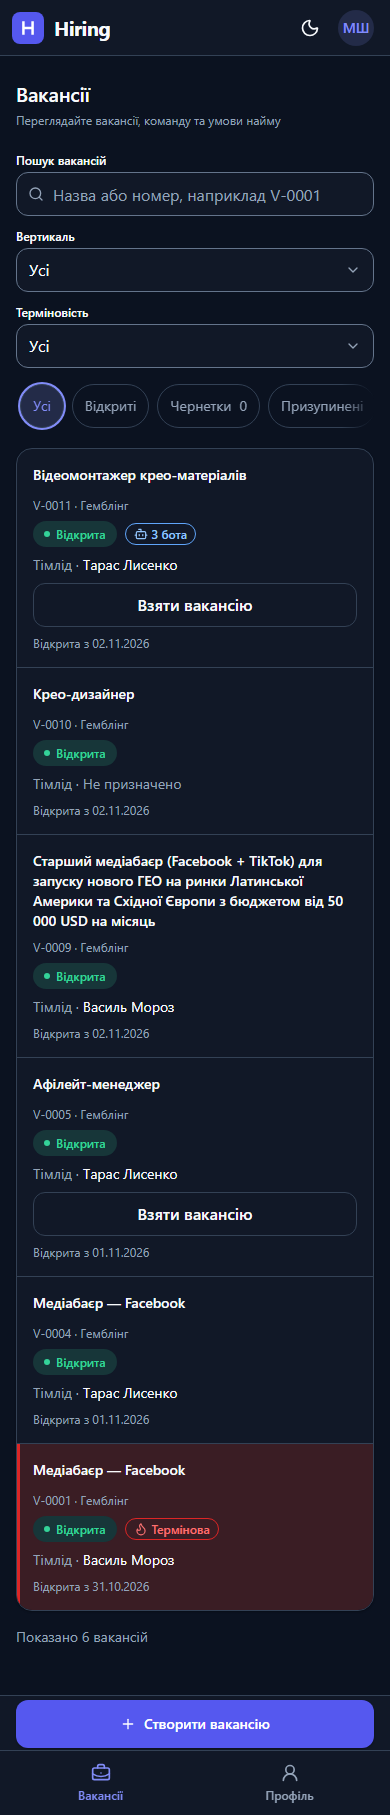 H Hiring МШ
Вакансії
Переглядайте вакансії, команду та умови найму
Пошук вакансій
Назва або номер, наприклад V-0001
Вертикаль
Усі
Терміновість
Усі
Усі Відкриті Чернетки 0 Призупинені
Відеомонтажер крео-матеріалів
V-0011 · Гемблінг
Відкрита З бота
Тімлід · Тарас Лисенко
Взяти вакансію
Відкрита з 02.11.2026
Крео-дизайнер
V-0010 · Гемблінг
Відкрита
Тімлід · Не призначено
Відкрита з 02.11.2026
Старший медіабаєр (Facebook + TikTok) для
запуску нового ГЕО на ринки Латинської
Америки та Східної Європи з бюджетом від 50
000 USD на місяць
V-0009 · Гемблінг
Відкрита
Тімлід · Василь Мороз
Відкрита з 02.11.2026
Афілейт-менеджер
V-0005 · Гемблінг
Відкрита
Тімлід · Тарас Лисенко
Взяти вакансію
Відкрита з 01.11.2026
Медіабаєр — Facebook
V-0004 · Гемблінг
Відкрита
Тімлід · Тарас Лисенко
Відкрита з 01.11.2026
Медіабаєр — Facebook
V-0001 · Гемблінг
Відкрита Термінова
Тімлід · Василь Мороз
Відкрита з 31.10.2026
Показано 6 вакансій
+ Створити вакансію
Вакансії Профіль